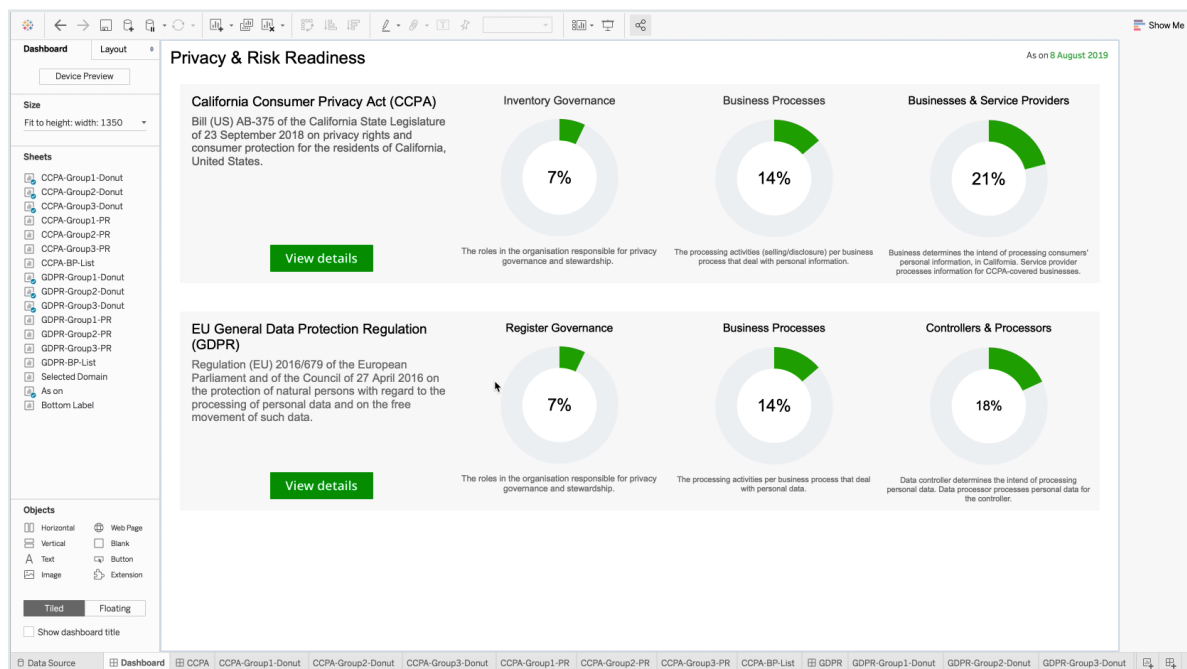 Show Me
Dashboard
Layout
Device Preview
Size
Fit to height: width: 1350
Sheets
CCPA-Group1-Donut
CCPA-Group2-Donut
CCPA-Group3-Donut
CCPA-Group1-PR
CCPA-Group2-PR
CCPA-Group3-PR
CCPA-BP-List
GDPR-Group1-Donut
GDPR-Group2-Donut
GDPR-Group3-Donut
GDPR-Group1-PR
GDPR-Group2-PR
GDPR-Group3-PR
GDPR-BP-List
Selected Domain
As on
Bottom Label
Objects
Horizontal
Web Page
Vertical
Blank
Text
Button
Image
Extension
Tiled
Floating
Show dashboard title
Privacy & Risk Readiness
As on 8 August 2019
California Consumer Privacy Act (CCPA)
Bill (US) AB-375 of the California State Legislature
of 23 September 2018 on privacy rights and
consumer protection for the residents of California,
United States.
View details
Inventory Governance
7%
The roles in the organisation responsible for privacy
governance and stewardship.
Business Processes
14%
The processing activities (selling/disclosure) per business
process that deal with personal information.
Businesses & Service Providers
21%
Business determines the intend of processing consumers'
personal information, in California. Service provider
processes information for CCPA-covered businesses.
EU General Data Protection Regulation
(GDPR)
Regulation (EU) 2016/679 of the European
Parliament and of the Council of 27 April 2016 on
the protection of natural persons with regard to the
processing of personal data and on the free
movement of such data.
View details
Register Governance
7%
The roles in the organisation responsible for privacy
governance and stewardship.
Business Processes
14%
The processing activities per business process that deal
with personal data.
Controllers & Processors
18%
Data controller determines the intend of processing
personal data. Data processor processes personal data for
the controller.
Data Source
Dashboard
CCPA
CCPA-Group1-Donut
CCPA-Group2-Donut
CCPA-Group3-Donut
CCPA-Group1-PR
CCPA-Group2-PR
CCPA-Group3-PR
CCPA-BP-List
GDPR
GDPR-Group1-Donut
GDPR-Group2-Donut
GDPR-Group3-Donut